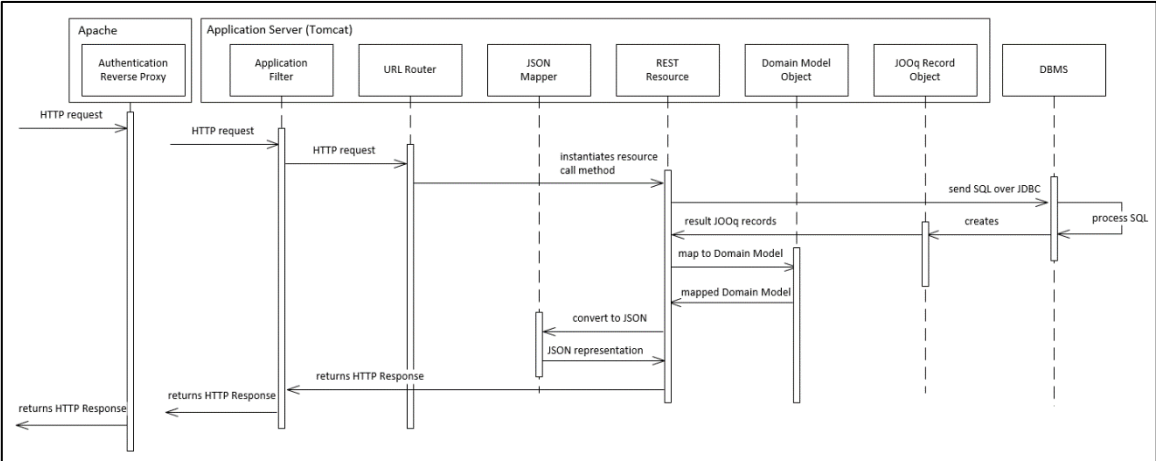 Apache
Application Server (Tomcat)
Authentication
Reverse Proxy
Application
Filter
URL Router
JSON
Mapper
REST
Resource
Domain Model
Object
JOOq Record
Object
DBMS
HTTP request
HTTP request
HTTP request
instantiates resource
call method
send SQL over JDBC
process SQL
creates
result JOOq records
map to Domain Model
mapped Domain Model
convert to JSON
JSON representation
returns HTTP Response
returns HTTP Response
returns HTTP Response